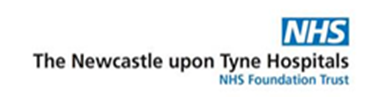 NHS
The Newcastle upon Tyne Hospitals
NHS Foundation Trust